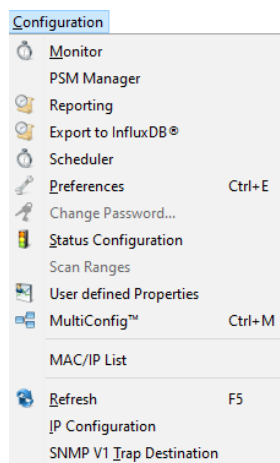 Configuration
Monitor
PSM Manager
Reporting
Export to InfluxDB®
Scheduler
Preferences Ctrl+E
Change Password...
Status Configuration
Scan Ranges
User defined Properties
MultiConfig™ Ctrl+M
MAC/IP List
Refresh F5
IP Configuration
SNMP V1 Trap Destination